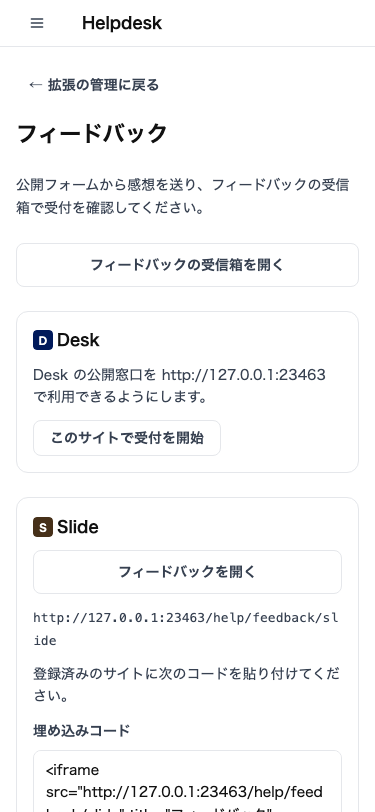 Helpdesk
← 拡張の管理に戻る
フィードバック
公開フォームから感想を送り、フィードバックの受信
箱で受付を確認してください。
フィードバックの受信箱を開く
D Desk
Desk の公開窓口を http://127.0.0.1:23463
で利用できるようにします。
このサイトで受付を開始
S Slide
フィードバックを開く
http://127.0.0.1:23463/help/feedback/sl
ide
登録済みのサイトに次のコードを貼り付けてくだ
さい。
埋め込みコード
<iframe
src="http://127.0.0.1:23463/help/feed